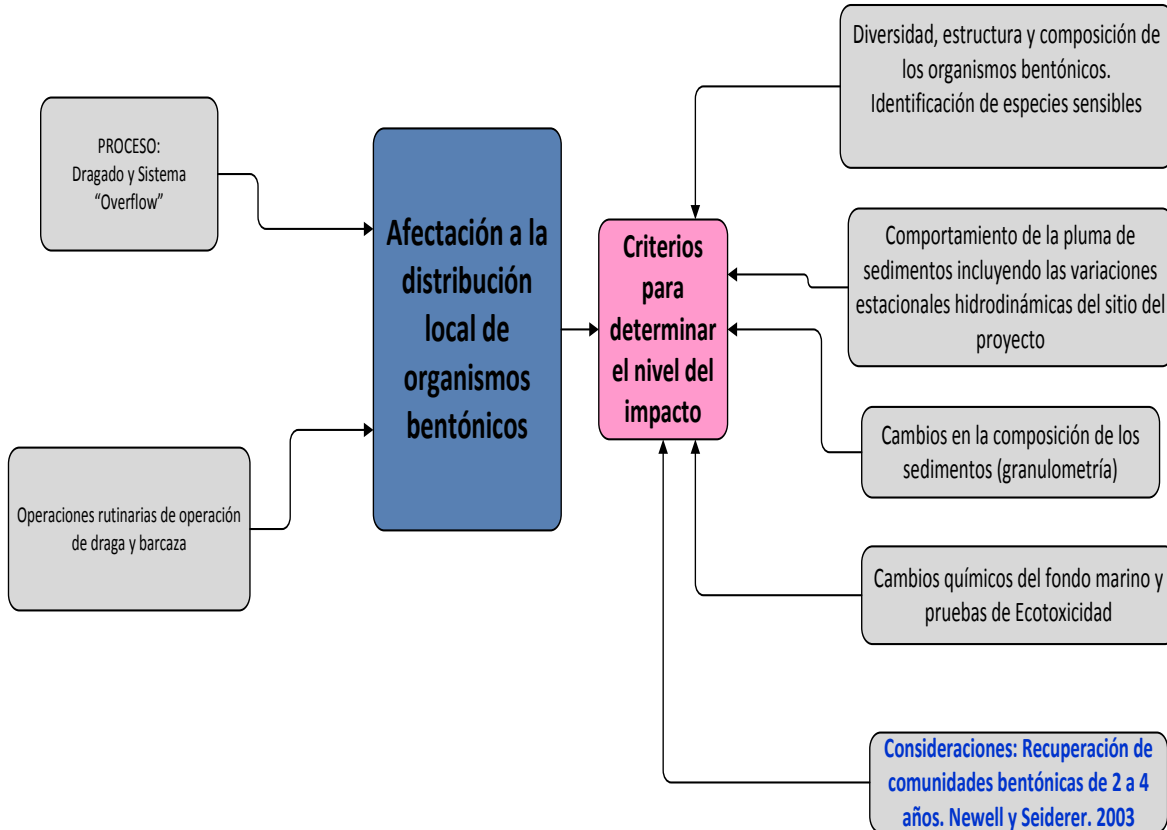 PROCESO:
Dragado y Sistema
“Overflow”
Operaciones rutinarias de operación
de draga y barcaza
Afectación a la
distribución
local de
organismos
bentónicos
Criterios
para
determinar
el nivel del
impacto
Diversidad, estructura y composición de
los organismos bentónicos.
Identificación de especies sensibles
Comportamiento de la pluma de
sedimentos incluyendo las variaciones
estacionales hidrodinámicas del sitio del
proyecto
Cambios en la composición de los
sedimentos (granulometría)
Cambios químicos del fondo marino y
pruebas de Ecotoxicidad
Consideraciones: Recuperación de
comunidades bentónicas de 2 a 4
años. Newell y Seiderer. 2003